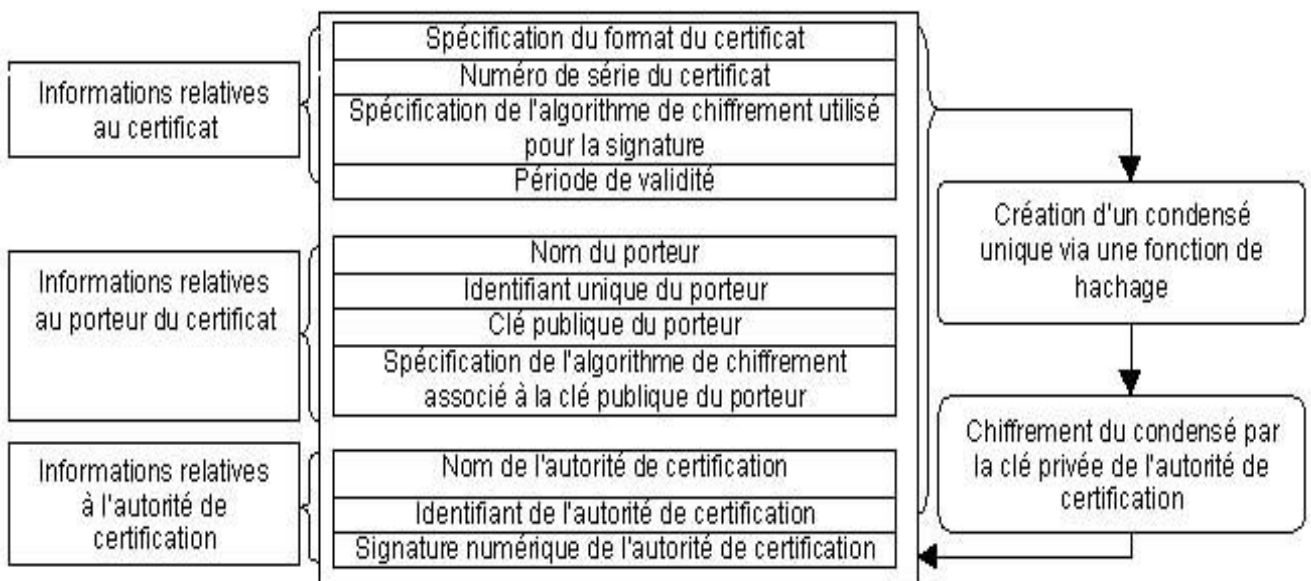 Informations relatives
au certificat
Spécification du format du certificat
Numéro de série du certificat
Spécification de l'algorithme de chiffrement utilisé
pour la signature
Période de validité
Informations relatives
au porteur du certificat
Nom du porteur
Identifiant unique du porteur
Clé publique du porteur
Spécification de l'algorithme de chiffrement
associé à la clé publique du porteur
Informations relatives
à l'autorité de
certification
Nom de l'autorité de certification
Identifiant de l'autorité de certification
Signature numérique de l'autorité de certification
Création d'un condensé
unique via une fonction de
hachage
Chiffrement du condensé par
la clé privée de l'autorité de
certification